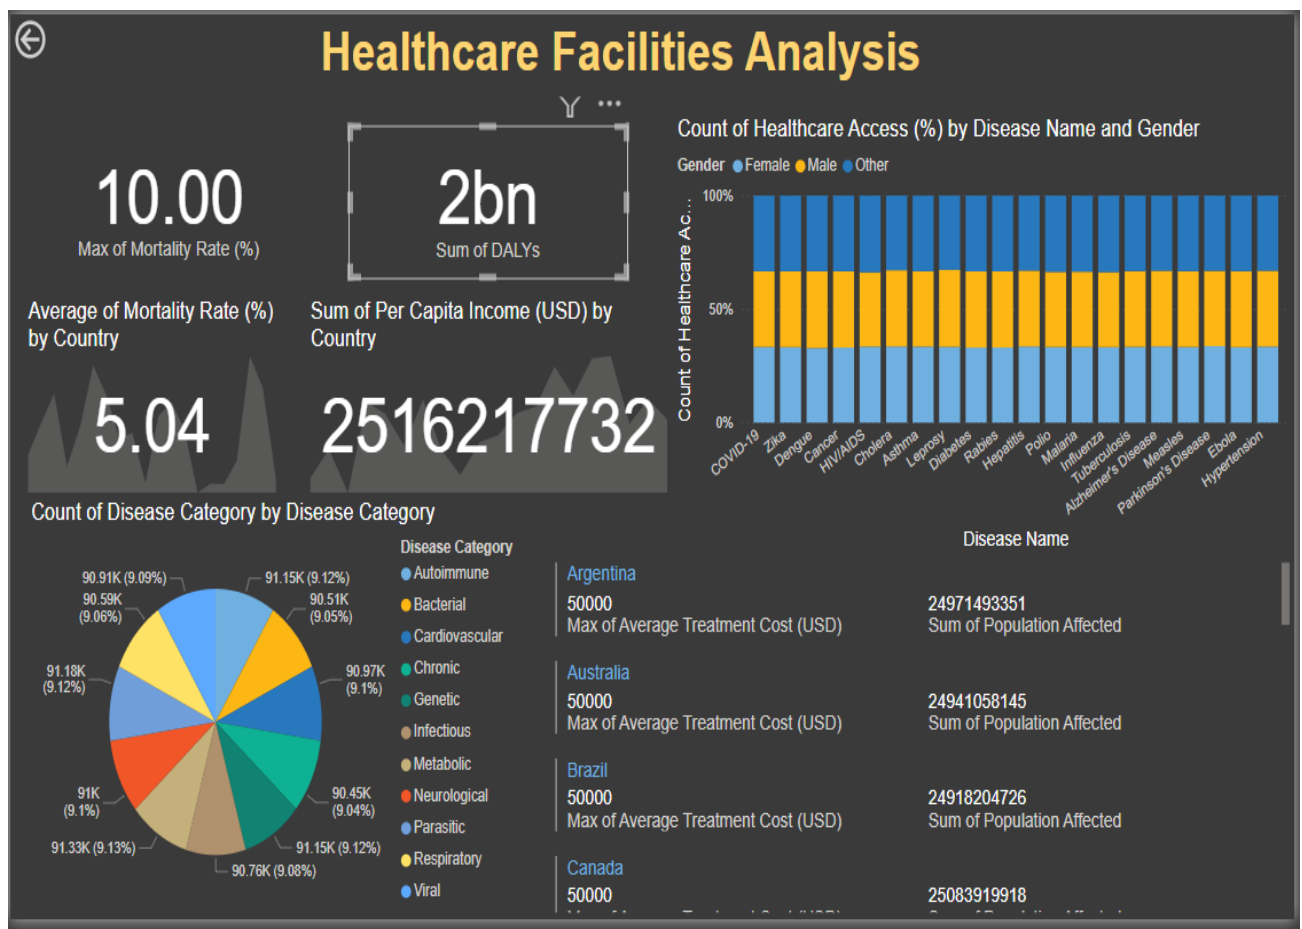 Healthcare Facilities Analysis
10.00
Max of Mortality Rate (%)
2bn
Sum of DALYs
Average of Mortality Rate (%)
by Country
5.04
Sum of Per Capita Income (USD) by
Country
2516217732
Count of Healthcare Access (%) by Disease Name and Gender
Gender Female Male Other
Count of Healthcare Ac...
100%
50%
0%
COVID-19
Zika
Dengue
Cancer
HIV/AIDS
Cholera
Asthma
Leprosy
Diabetes
Rabies
Hepatitis
Polio
Malaria
Influenza
Tuberculosis
Alzheimer's Disease
Measles
Parkinson's Disease
Ebola
Hypertension
Count of Disease Category by Disease Category
91.15K (9.12%)
90.51K
(9.05%)
90.97K
(9.1%)
90.45K
(9.04%)
91.15K (9.12%)
90.76K (9.08%)
91.33K (9.13%)
91K
(9.1%)
91.18K
(9.12%)
90.59K
(9.06%)
90.91K (9.09%)
Disease Category
Autoimmune
Bacterial
Cardiovascular
Chronic
Genetic
Infectious
Metabolic
Neurological
Parasitic
Respiratory
Viral
Disease Name
Argentina
50000 24971493351
Max of Average Treatment Cost (USD) Sum of Population Affected
Australia
50000 24941058145
Max of Average Treatment Cost (USD) Sum of Population Affected
Brazil
50000 24918204726
Max of Average Treatment Cost (USD) Sum of Population Affected
Canada
50000 25083919918